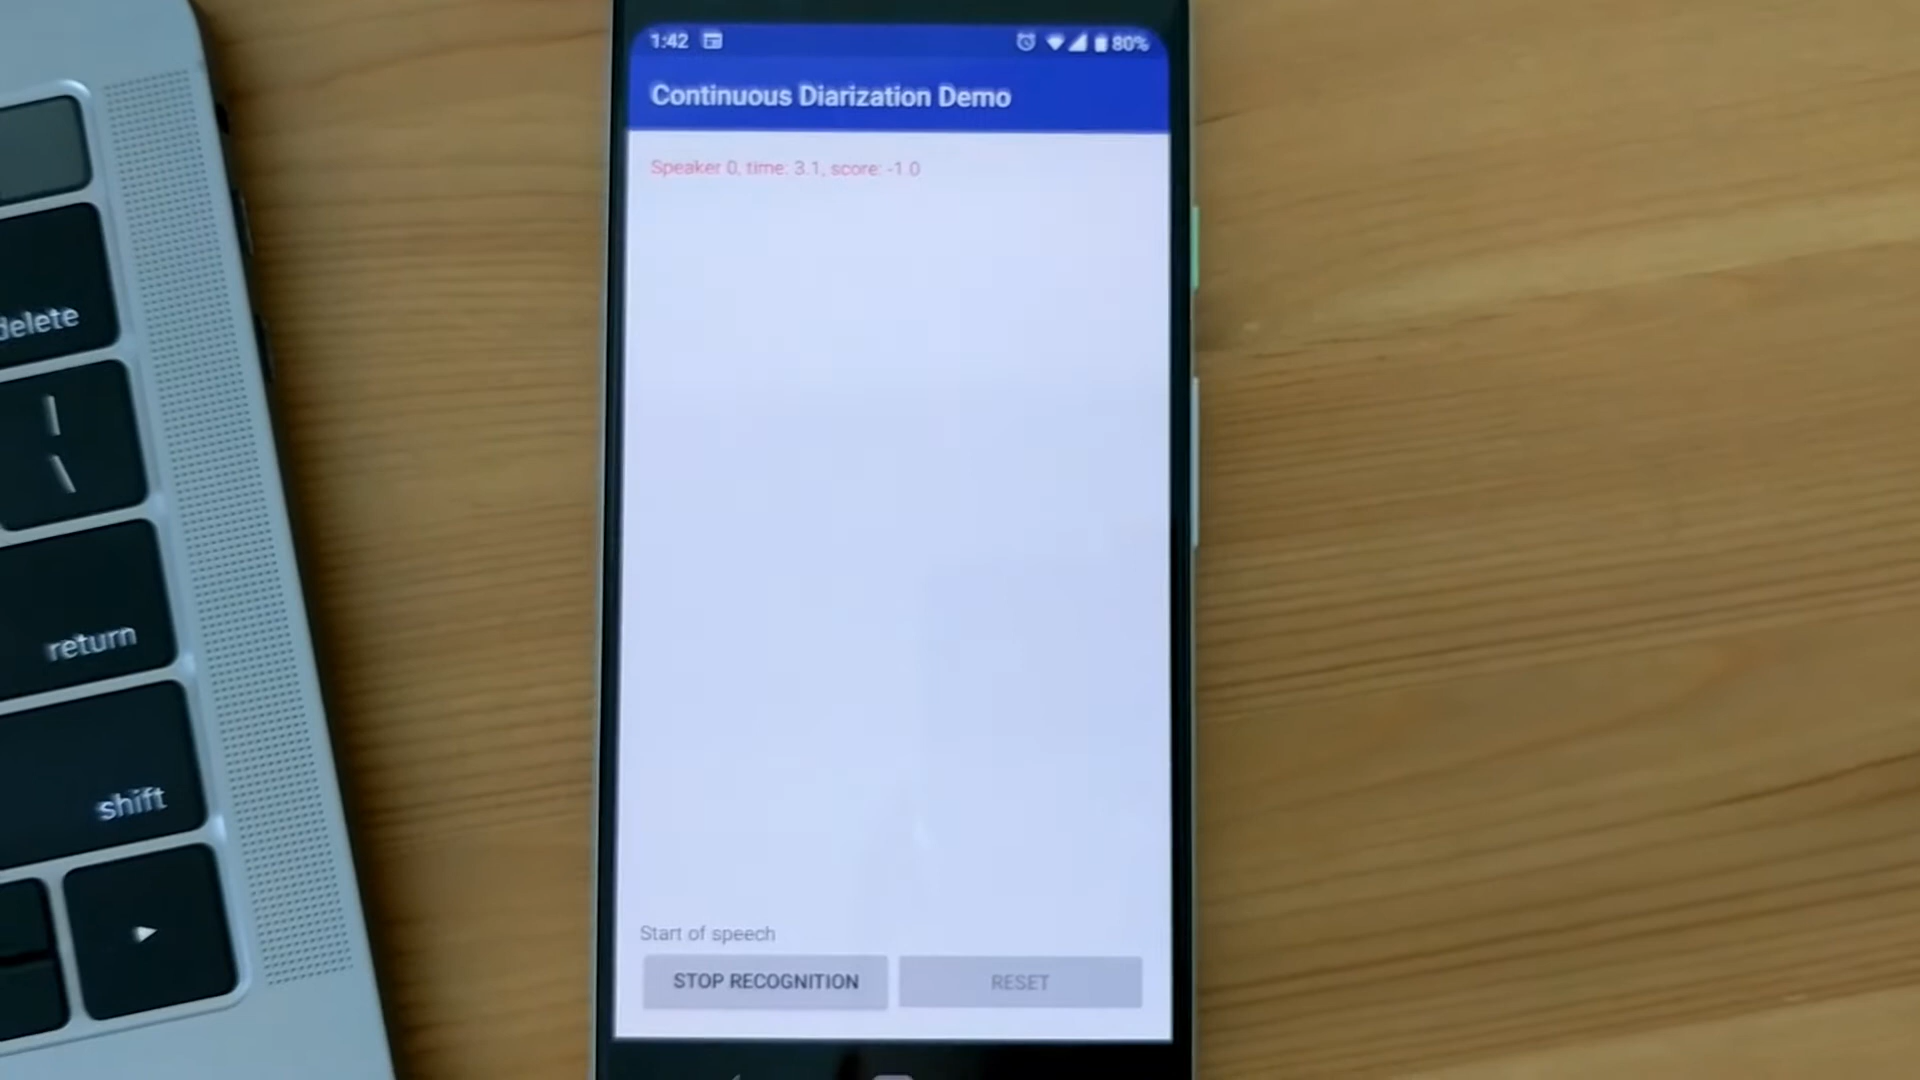 1:42 80%
Continuous Diarization Demo
Speaker 0, time: 3.1, score: -1.0
delete
|
\
return
shift
Start of speech
STOP RECOGNITION RESET